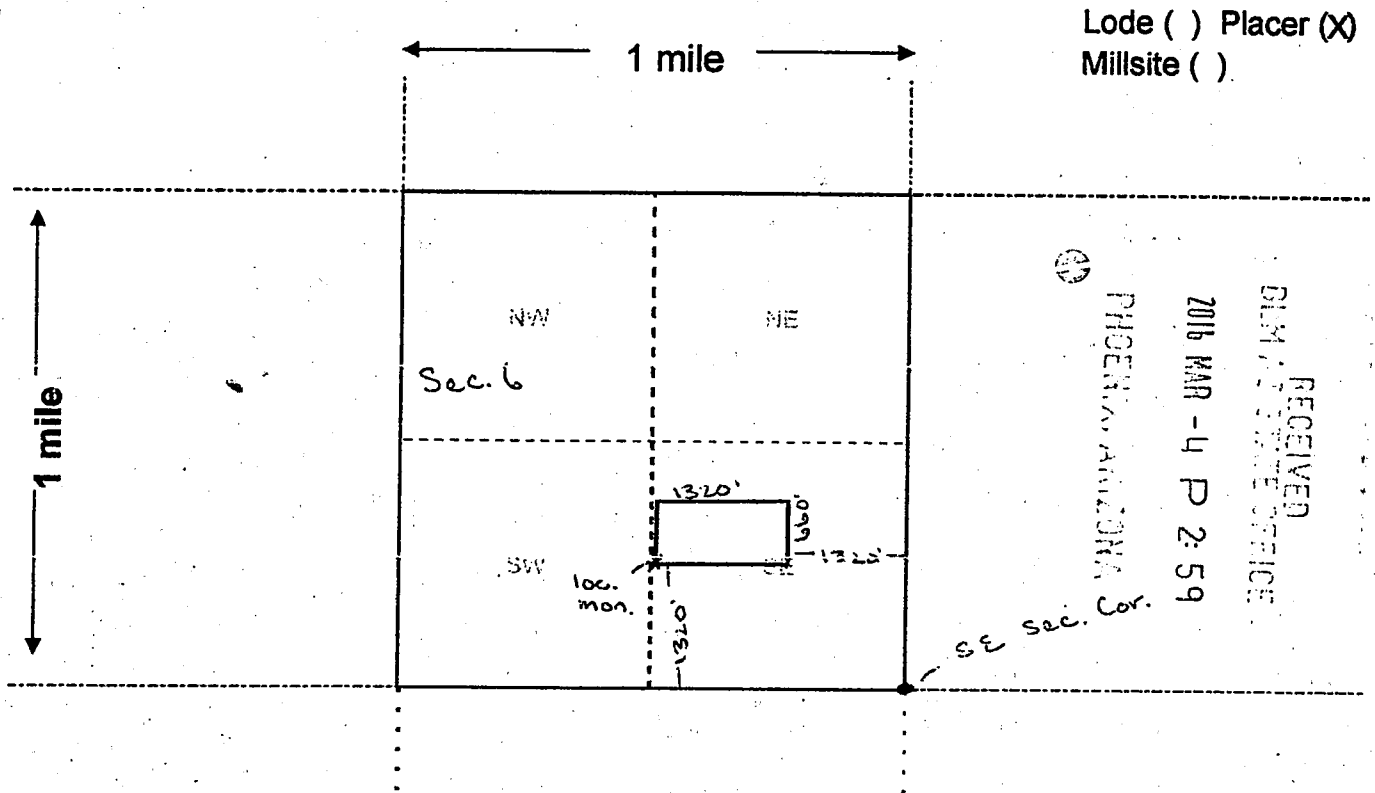 Lode ( ) Placer (X)
Millsite ( )
1 mile
1 mile
NW
NE
Sec. 6
SW
1320'
660'
1320'
loc.
mon.
1320'
SE Sec. Cor.
RECEIVED
BLM AZ STATE OFFICE
2016 MAR - 4 P 2:59
PHOENIX, ARIZONA